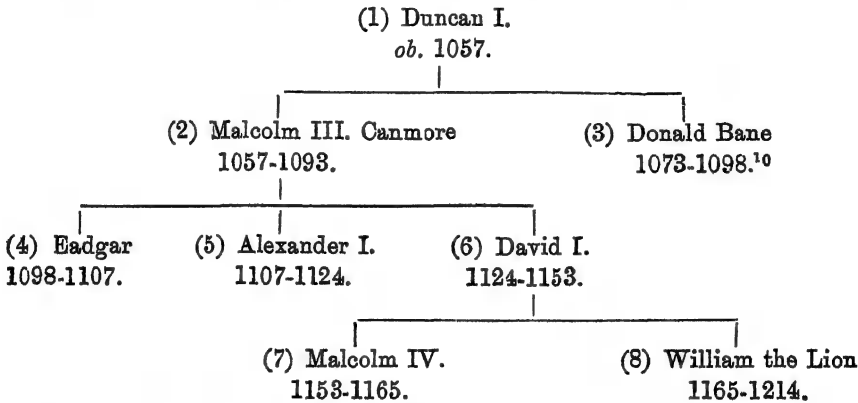 (1) Duncan I.
ob. 1057.
(2) Malcolm III. Canmore (3) Donald Bane
1057-1093. 1073-1098.¹⁰
(4) Eadgar (5) Alexander I. (6) David I.
1098-1107. 1107-1124. 1124-1153.
(7) Malcolm IV. (8) William the Lion
1153-1165. 1165-1214.